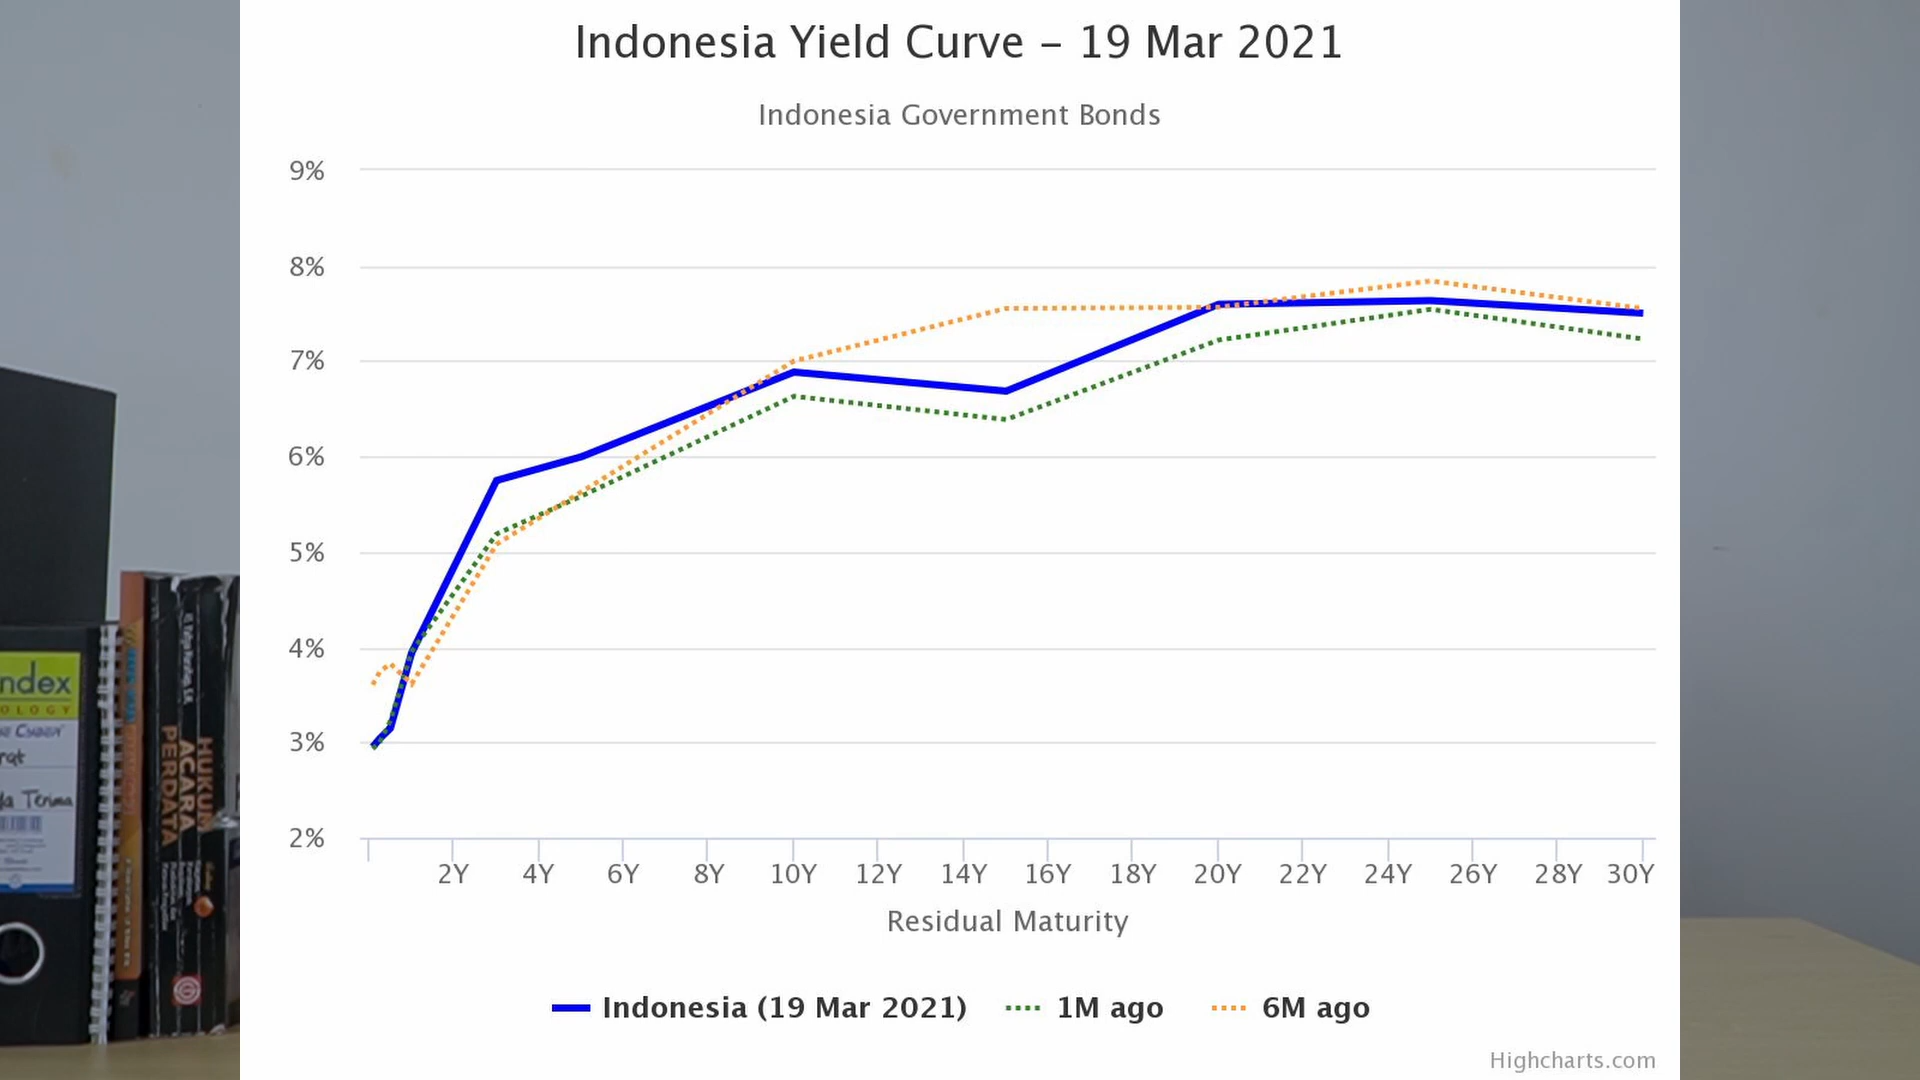 Indonesia Yield Curve – 19 Mar 2021
Indonesia Government Bonds
9%
8%
7%
6%
5%
4%
3%
2%
2Y 4Y 6Y 8Y 10Y 12Y 14Y 16Y 18Y 20Y 22Y 24Y 26Y 28Y 30Y
Residual Maturity
Indonesia (19 Mar 2021) 1M ago 6M ago
Highcharts.com
ndex
OLOGY
Terima
HUKUM
ACARA
PERDATA